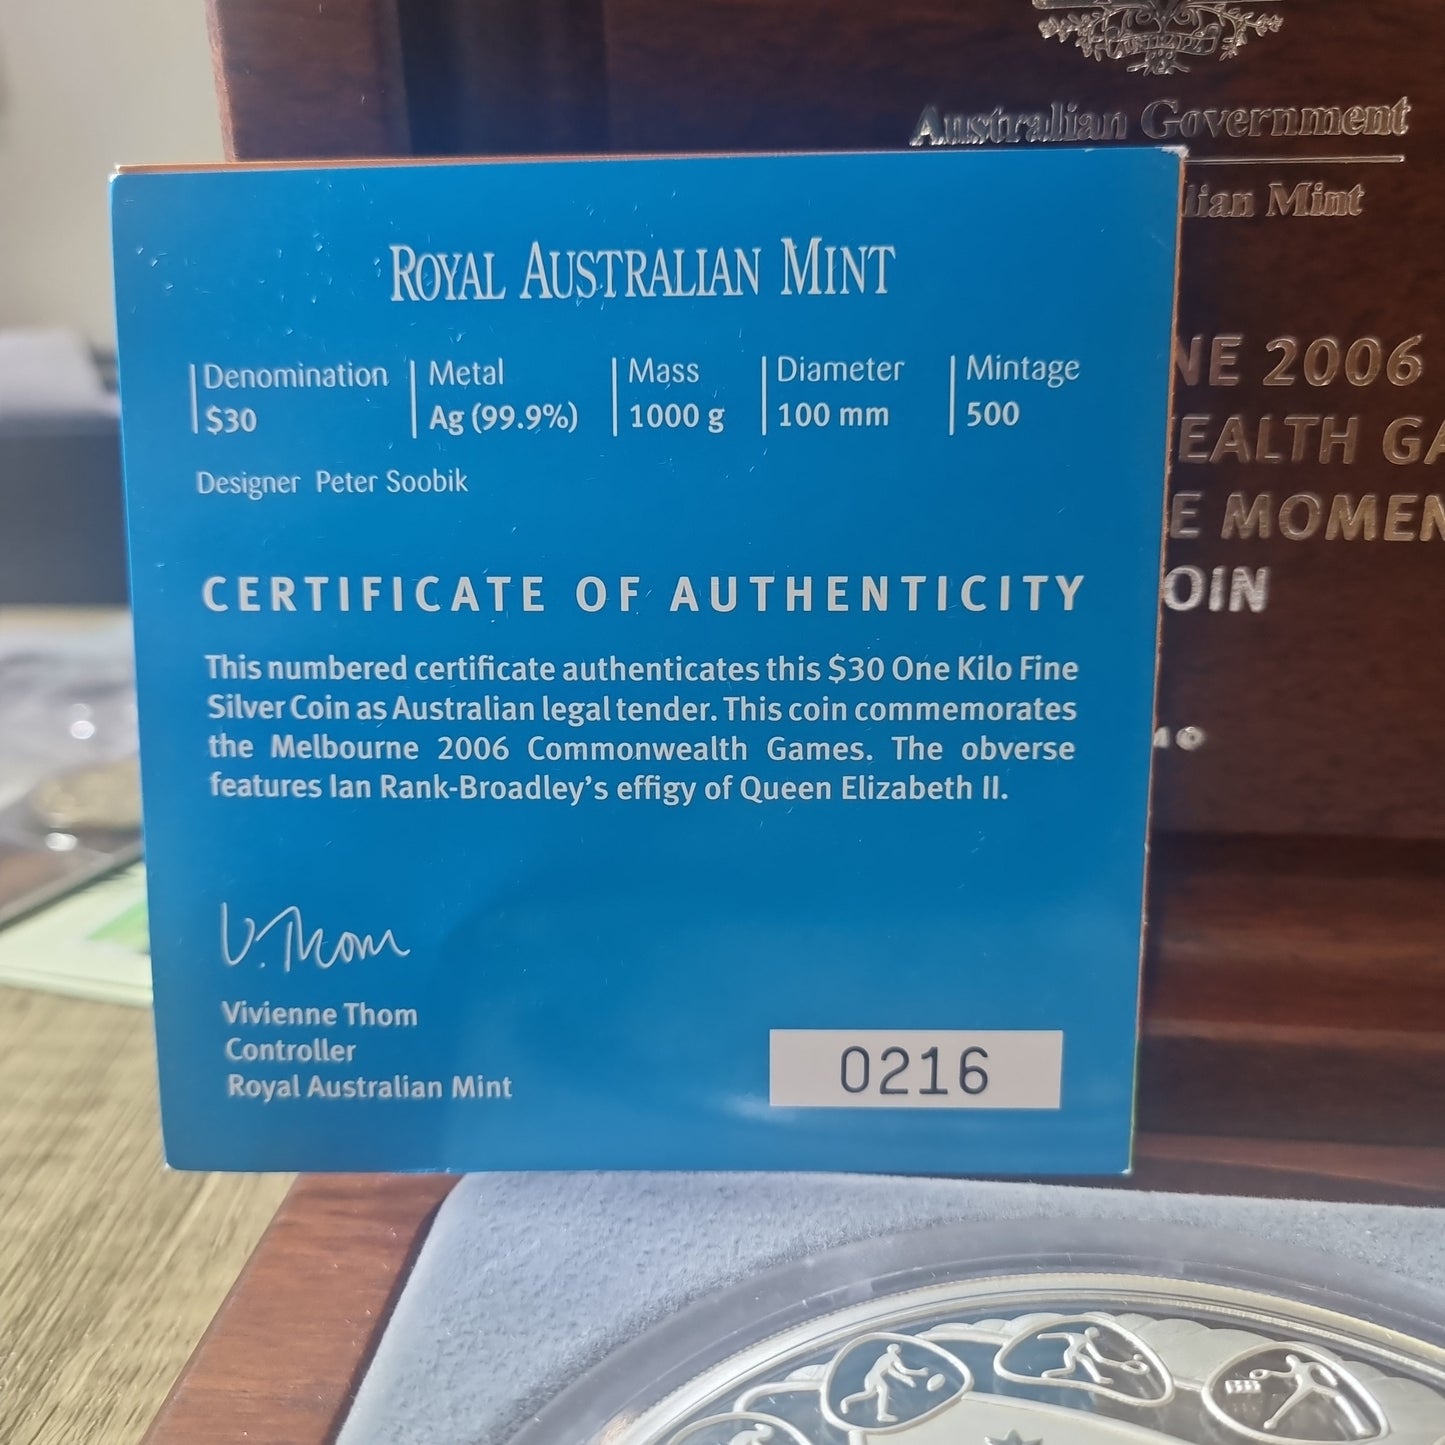 Australian Government
lian Mint
NE 2006
EALTH GA
E MOMEN
OIN
ROYAL AUSTRALIAN MINT
Denomination Metal Mass Diameter Mintage
$30 Ag (99.9%) 1000 g 100 mm 500
Designer Peter Soobik
CERTIFICATE OF AUTHENTICITY
This numbered certificate authenticates this $30 One Kilo Fine
Silver Coin as Australian legal tender. This coin commemorates
the Melbourne 2006 Commonwealth Games. The obverse
features Ian Rank-Broadley’s effigy of Queen Elizabeth II.
V. Thom
Vivienne Thom
Controller
Royal Australian Mint
0216